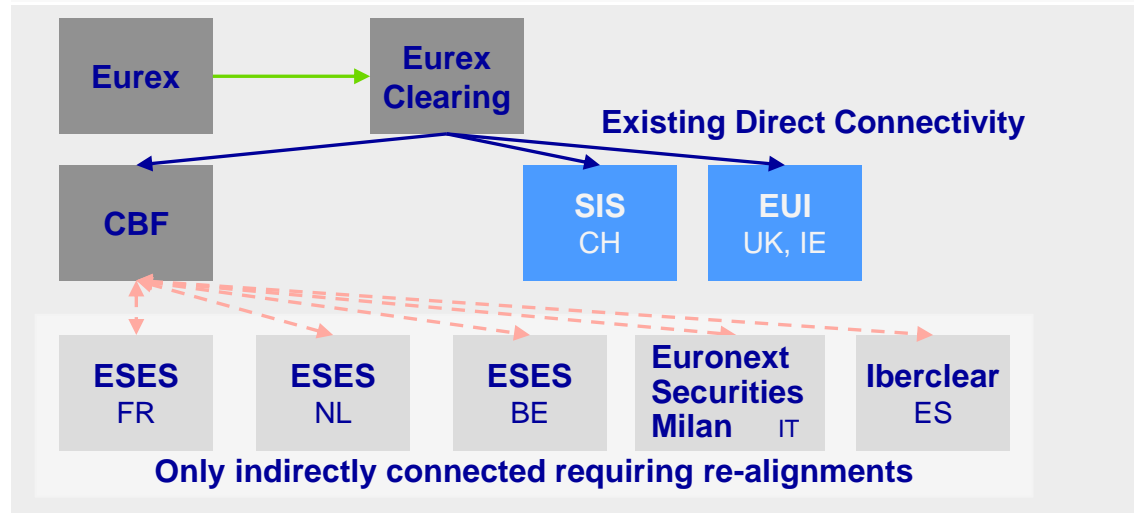 Eurex
Eurex
Clearing
Existing Direct Connectivity
CBF
SIS
CH
EUI
UK, IE
ESES
FR
ESES
NL
ESES
BE
Euronext
Securities
Milan IT
Iberclear
ES
Only indirectly connected requiring re-alignments